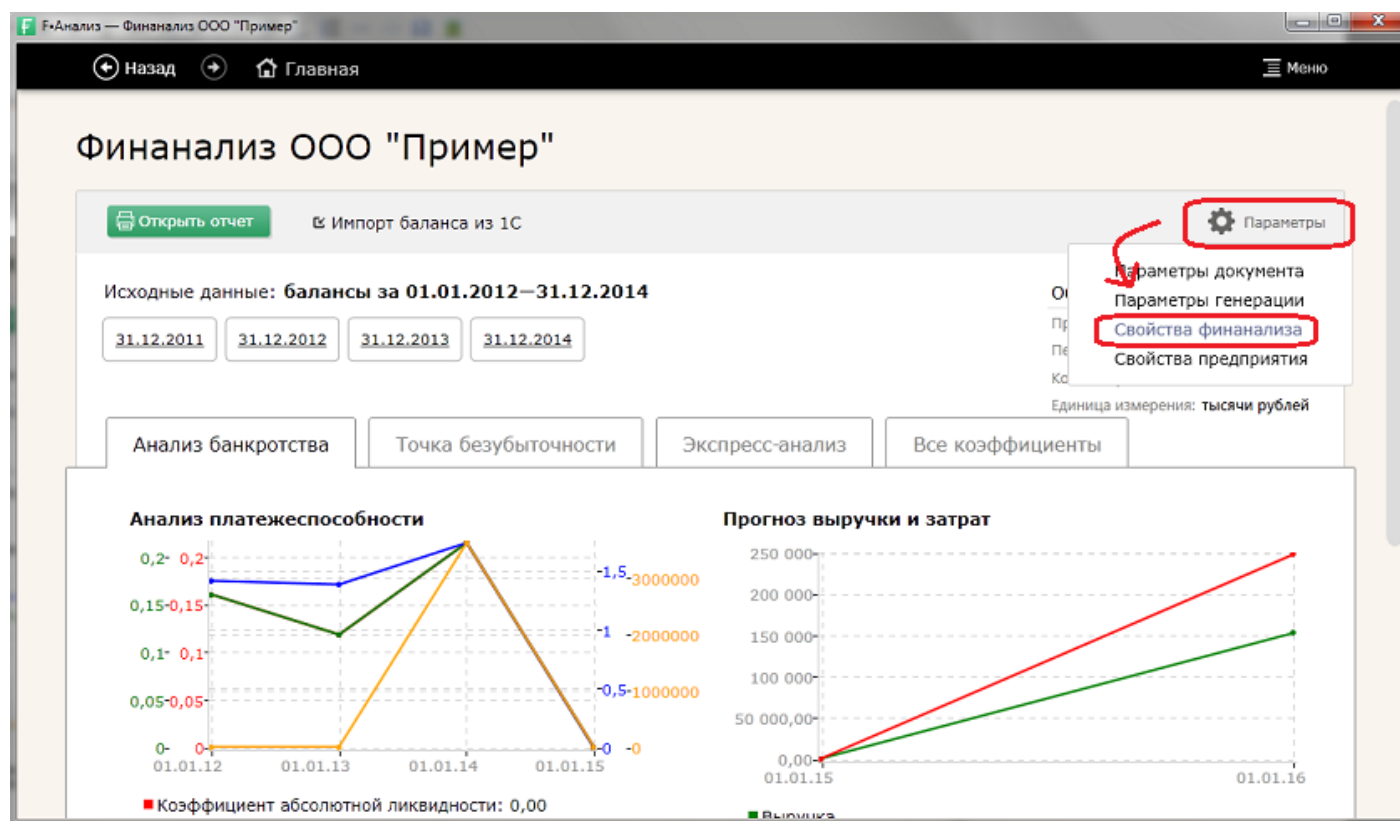 F•Анализ — Финанализ ООО "Пример"
Назад Главная Меню
Финанализ ООО "Пример"
Открыть отчет Импорт баланса из 1С Параметры
Параметры документа
Параметры генерации
Свойства финанализа
Свойства предприятия
Исходные данные: балансы за 01.01.2012—31.12.2014
31.12.2011 31.12.2012 31.12.2013 31.12.2014
Единица измерения: тысячи рублей
Анализ банкротства Точка безубыточности Экспресс-анализ Все коэффициенты
Анализ платежеспособности
0,2 0,2
0,15 0,15
0,1 0,1
0,05 0,05
0 0
1,5 3000000
1 2000000
0,5 1000000
0 0
01.01.12 01.01.13 01.01.14 01.01.15
Коэффициент абсолютной ликвидности: 0,00
Прогноз выручки и затрат
250 000
200 000
150 000
100 000
50 000,00
0,00
01.01.15 01.01.16
Выручка